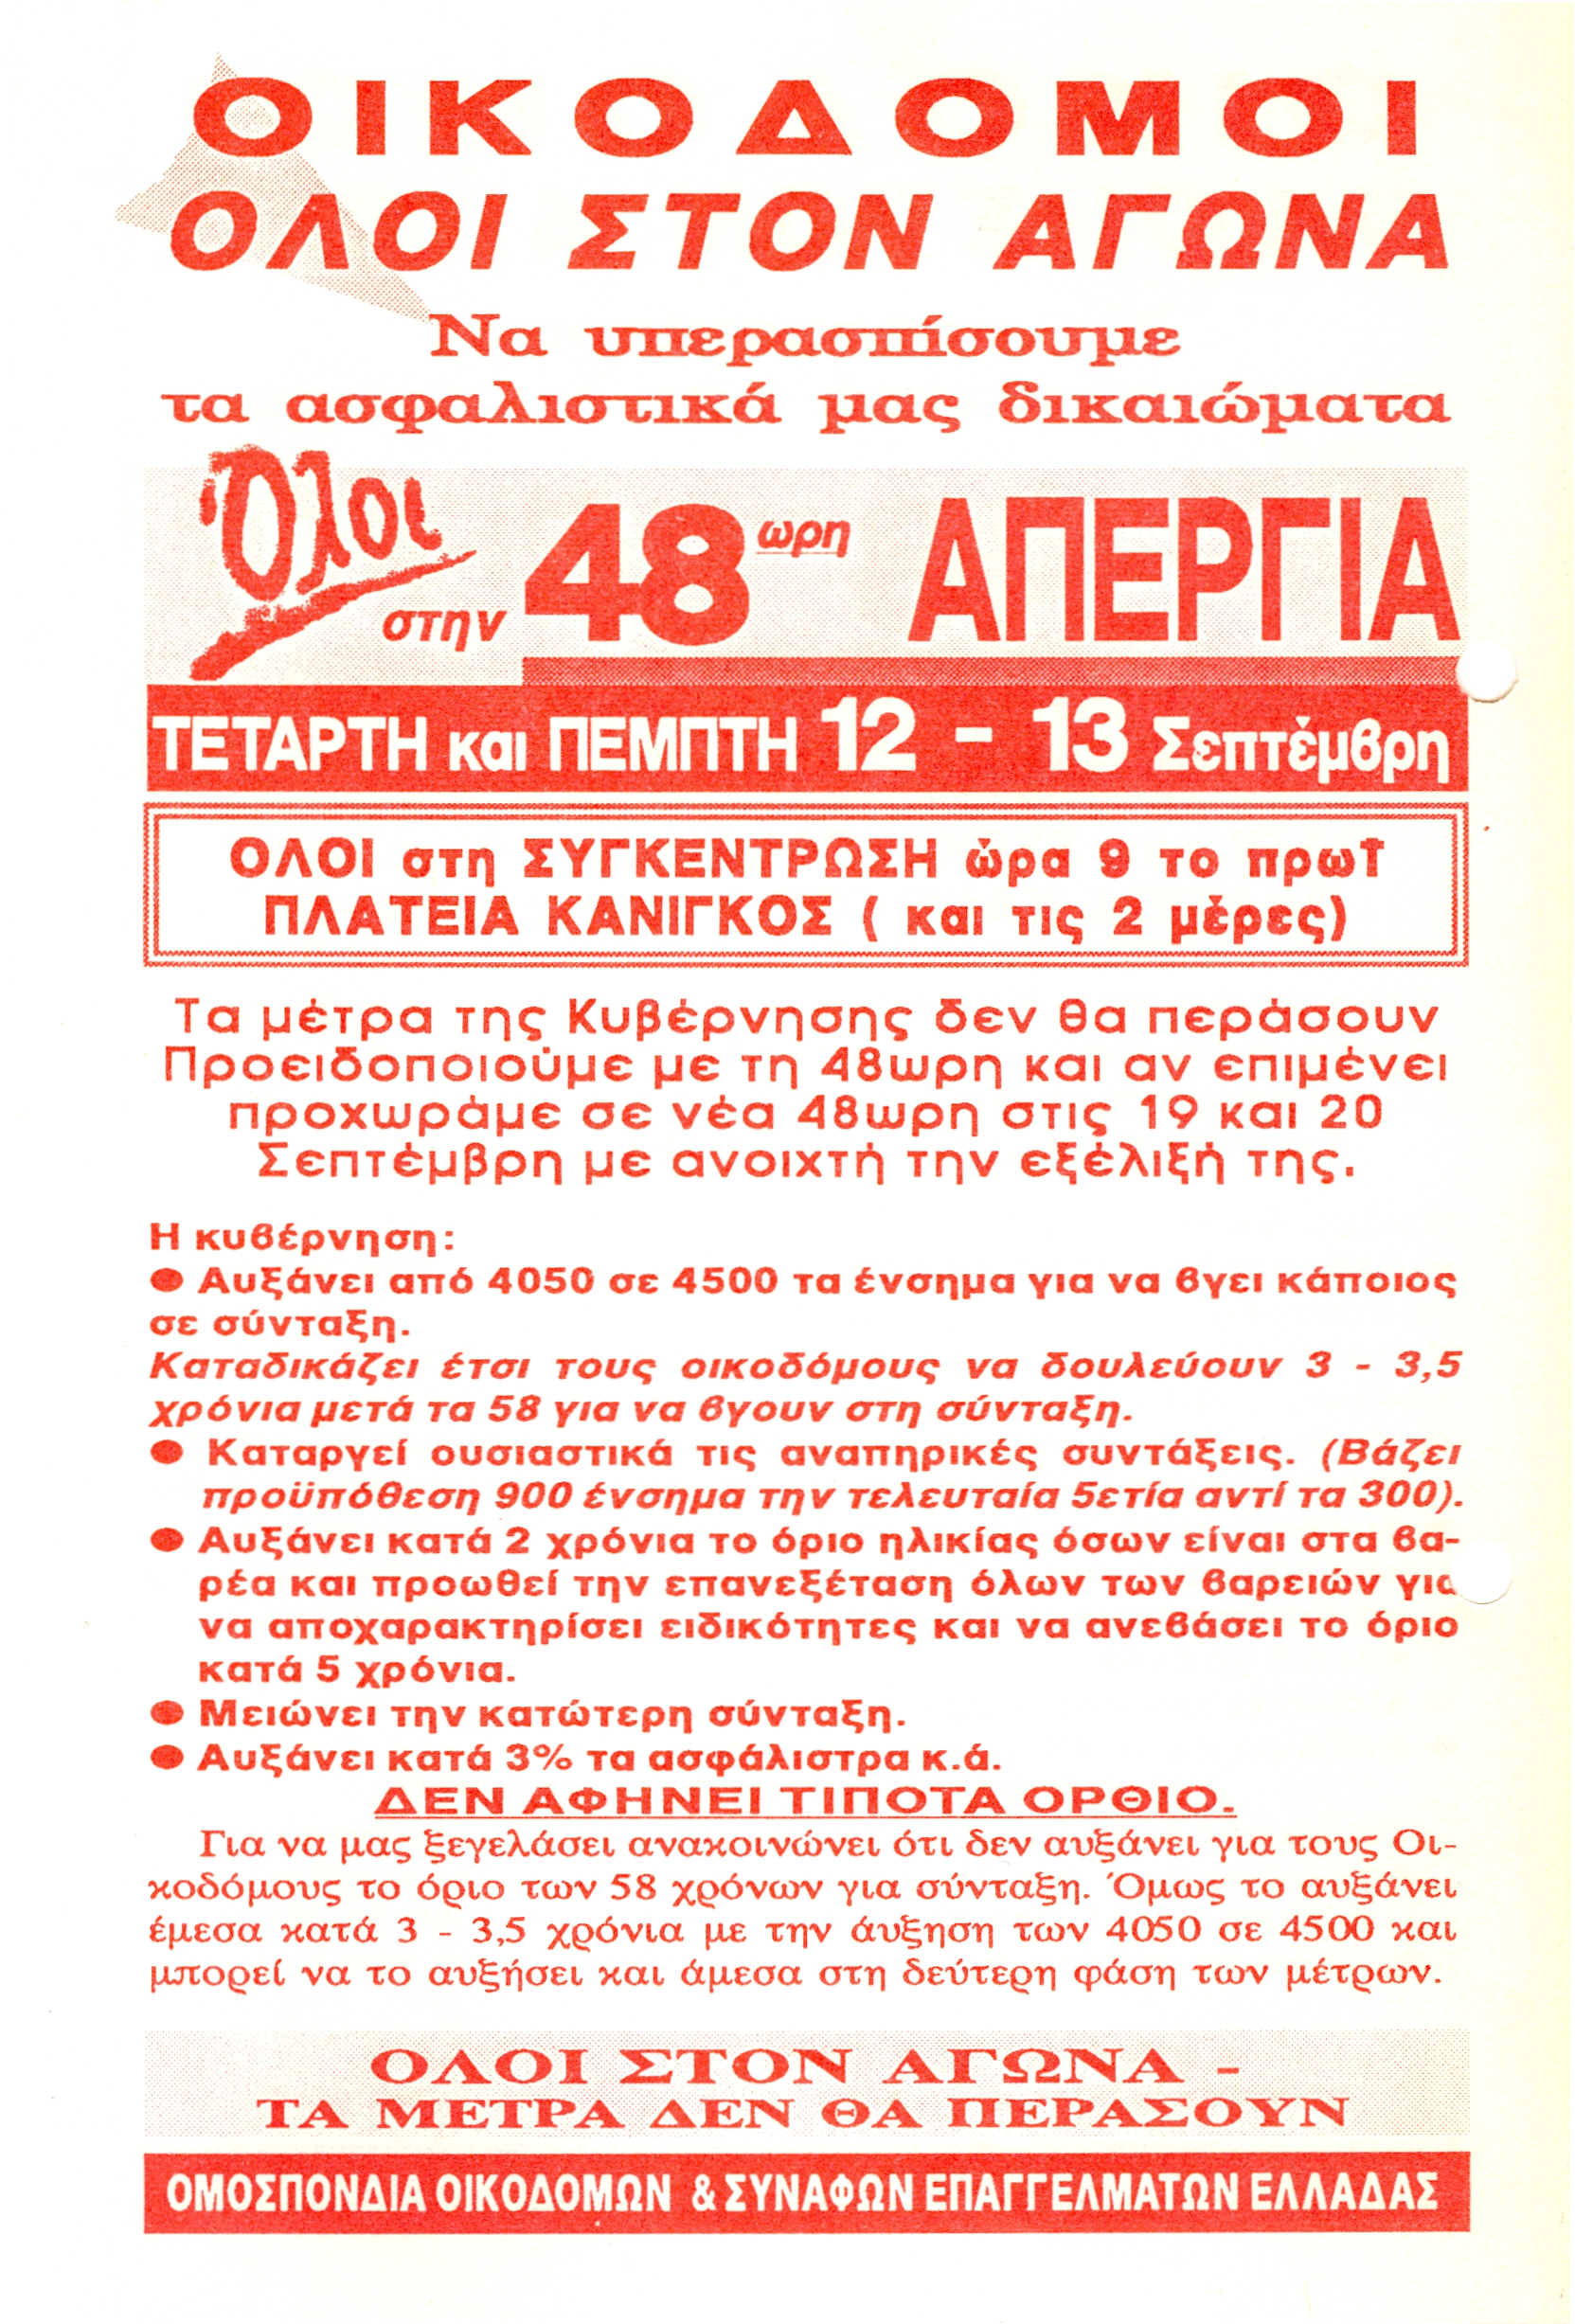 ΟΙΚΟΔΟΜΟΙ
ΟΛΟΙ ΣΤΟΝ ΑΓΩΝΑ
Να υπερασπίσουμε
τα ασφαλιστικά μας δικαιώματα
Όλοι στην 48ωρη ΑΠΕΡΓΙΑ
ΤΕΤΑΡΤΗ και ΠΕΜΠΤΗ 12 - 13 Σεπτέμβρη
ΟΛΟΙ στη ΣΥΓΚΕΝΤΡΩΣΗ ώρα 9 το πρωϊ
ΠΛΑΤΕΙΑ ΚΑΝΙΓΚΟΣ ( και τις 2 μέρες)
Τα μέτρα της Κυβέρνησης δεν θα περάσουν
Προειδοποιούμε με τη 48ωρη και αν επιμένει
προχωράμε σε νέα 48ωρη στις 19 και 20
Σεπτέμβρη με ανοιχτή την εξέλιξή της.
Η κυβέρνηση:
● Αυξάνει από 4050 σε 4500 τα ένσημα για να βγει κάποιος
σε σύνταξη.
Καταδικάζει έτσι τους οικοδόμους να δουλεύουν 3 - 3,5
χρόνια μετά τα 58 για να βγουν στη σύνταξη.
● Καταργεί ουσιαστικά τις αναπηρικές συντάξεις. (Βάζει
προϋπόθεση 900 ένσημα την τελευταία 5ετία αντί τα 300).
● Αυξάνει κατά 2 χρόνια το όριο ηλικίας όσων είναι στα βα-
ρέα και προωθεί την επανεξέταση όλων των βαρειών για
να αποχαρακτηρίσει ειδικότητες και να ανεβάσει το όριο
κατά 5 χρόνια.
● Μειώνει την κατώτερη σύνταξη.
● Αυξάνει κατά 3% τα ασφάλιστρα κ.ά.
ΔΕΝ ΑΦΗΝΕΙ ΤΙΠΟΤΑ ΟΡΘΙΟ.
Για να μας ξεγελάσει ανακοινώνει ότι δεν αυξάνει για τους Οι-
κοδόμους το όριο των 58 χρόνων για σύνταξη. Όμως το αυξάνει
έμεσα κατά 3 - 3,5 χρόνια με την άυξηση των 4050 σε 4500 και
μπορεί να το αυξήσει και άμεσα στη δεύτερη φάση των μέτρων.
ΟΛΟΙ ΣΤΟΝ ΑΓΩΝΑ -
ΤΑ ΜΕΤΡΑ ΔΕΝ ΘΑ ΠΕΡΑΣΟΥΝ
ΟΜΟΣΠΟΝΔΙΑ ΟΙΚΟΔΟΜΩΝ & ΣΥΝΑΦΩΝ ΕΠΑΓΓΕΛΜΑΤΩΝ ΕΛΛΑΔΑΣ